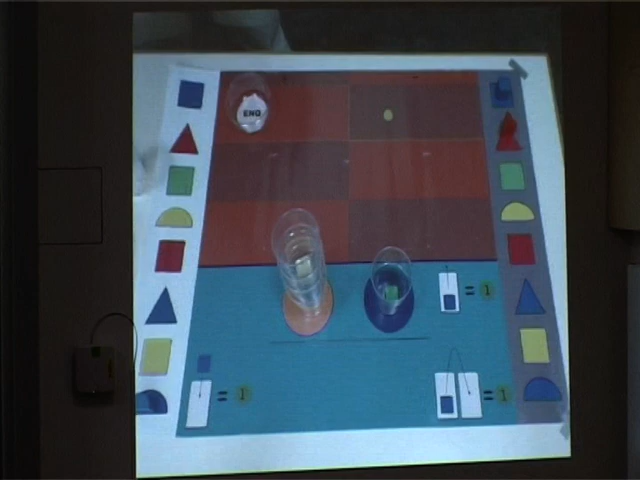 END
= 1
= 1
= 1